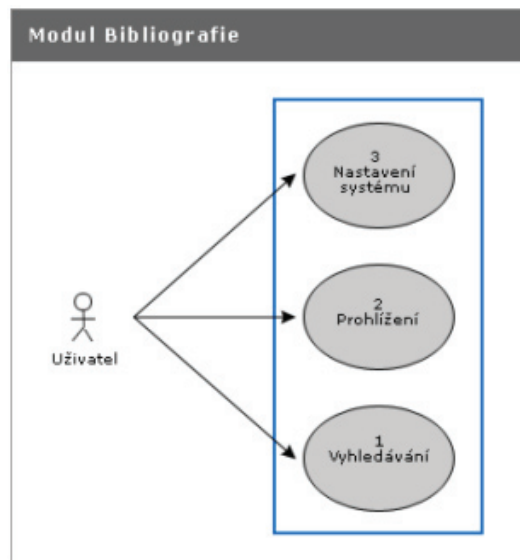 Modul Bibliografie
3
Nastavení
systému
2
Prohlížení
Uživatel
1
Vyhledávání